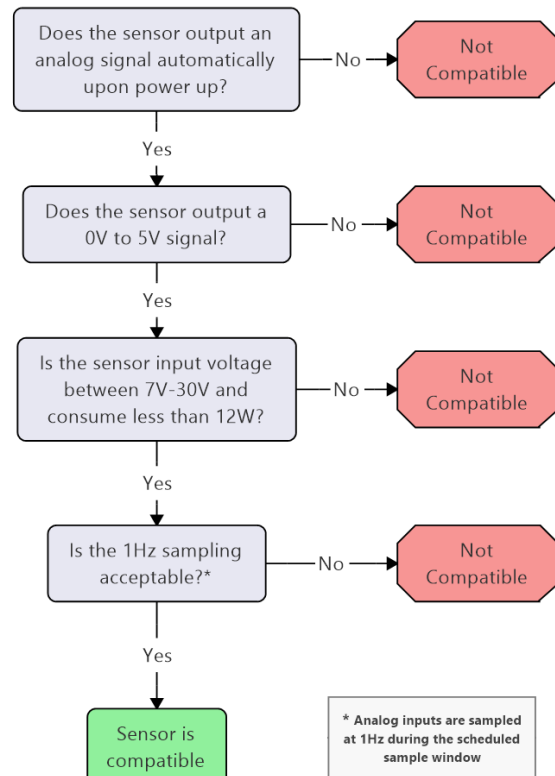 Does the sensor output an
analog signal automatically
upon power up?
No
Not
Compatible
Yes
Does the sensor output a
0V to 5V signal?
No
Not
Compatible
Yes
Is the sensor input voltage
between 7V-30V and
consume less than 12W?
No
Not
Compatible
Yes
Is the 1Hz sampling
acceptable?*
No
Not
Compatible
Yes
Sensor is
compatible
* Analog inputs are sampled
at 1Hz during the scheduled
sample window